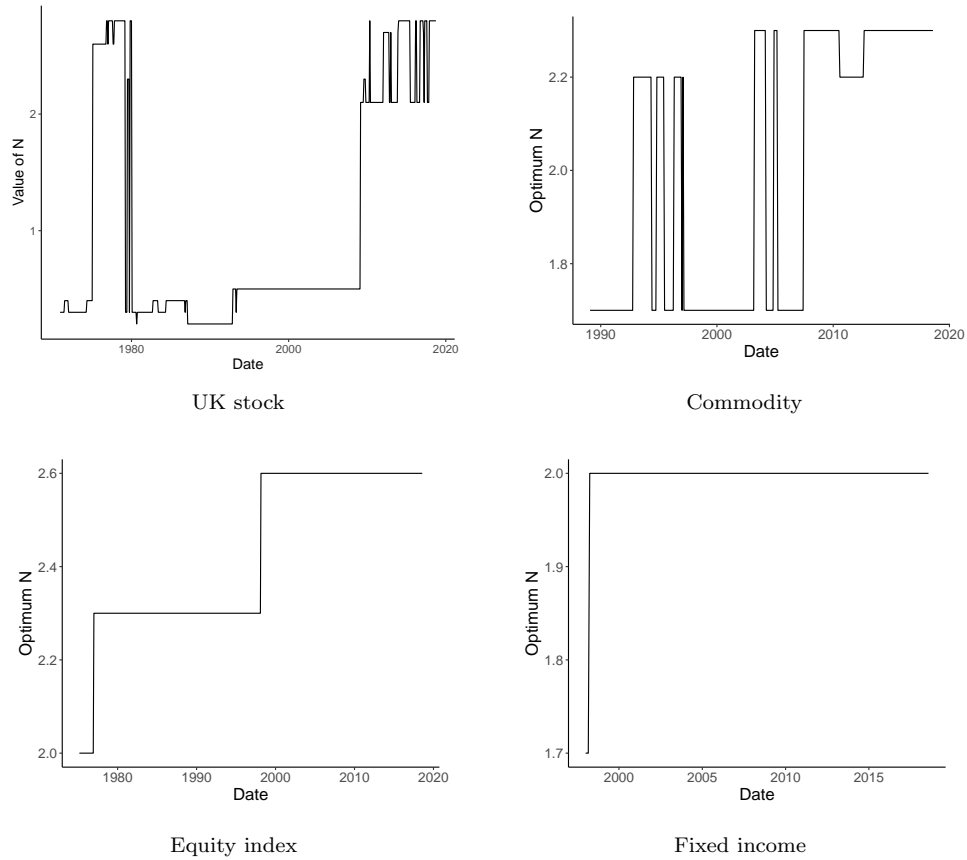 Value of N
2
1
1980
2000
2020
Date
UK stock
Optimum N
2.2
2.0
1.8
1990
2000
2010
2020
Date
Commodity
Optimum N
2.6
2.4
2.2
2.0
1980
1990
2000
2010
2020
Date
Equity index
Optimum N
2.0
1.9
1.8
1.7
2000
2005
2010
2015
Date
Fixed income